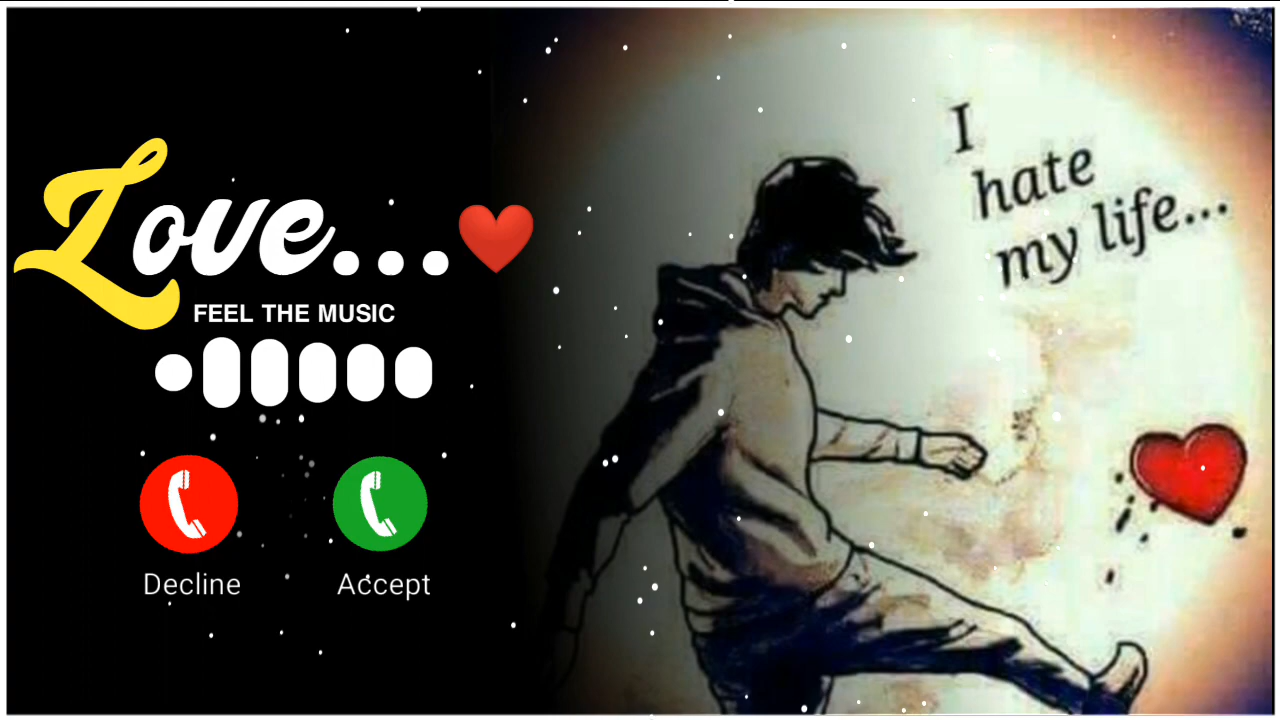 Love...
FEEL THE MUSIC
Decline
Accept
I
hate
my life...